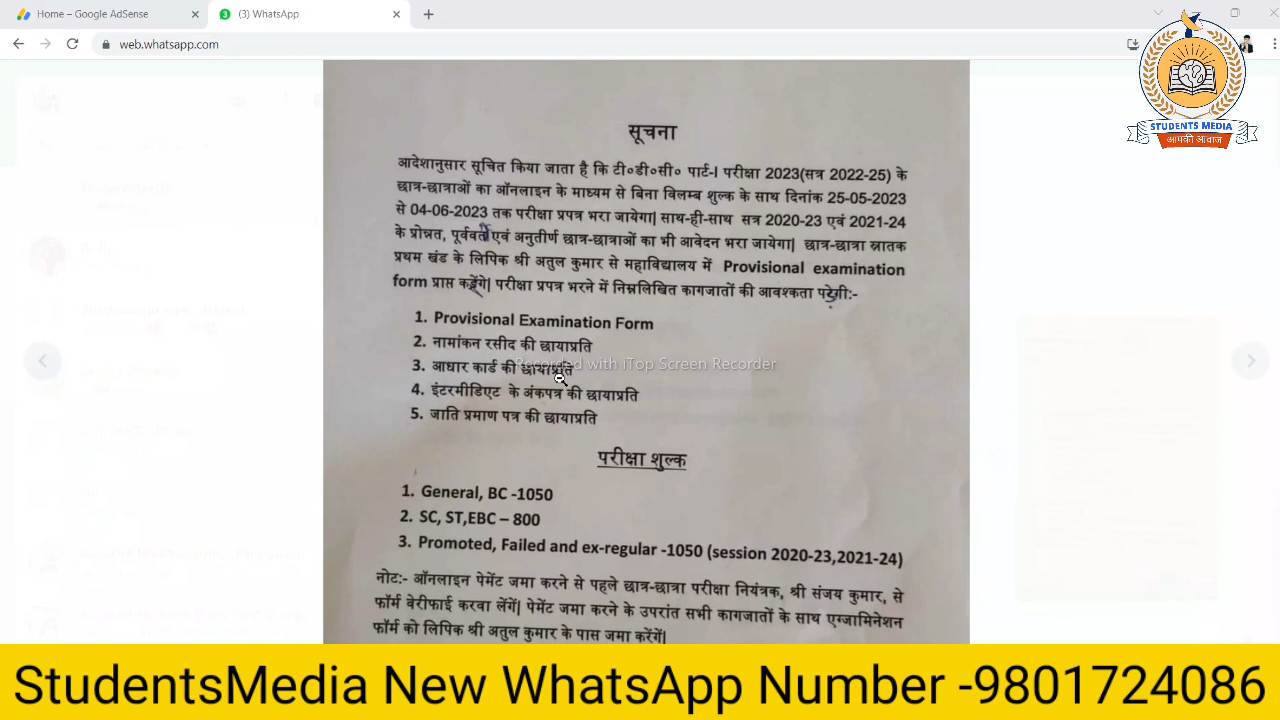 Home – Google AdSense
(3) WhatsApp
web.whatsapp.com
STUDENTS MEDIA
आपकी आवाज
सूचना
आदेशानुसार सूचित किया जाता है कि टी०डी०सी० पार्ट-I परीक्षा 2023(सत्र 2022-25) के
छात्र-छात्राओं का ऑनलाइन के माध्यम से बिना विलम्ब शुल्क के साथ दिनांक 25-05-2023
से 04-06-2023 तक परीक्षा प्रपत्र भरा जायेगा| साथ-ही-साथ सत्र 2020-23 एवं 2021-24
के प्रोन्नत, पूर्ववर्ती एवं अनुतीर्ण छात्र-छात्राओं का भी आवेदन भरा जायेगा| छात्र-छात्रा स्नातक
प्रथम खंड के लिपिक श्री अतुल कुमार से महाविद्यालय में Provisional examination
form प्राप्त करेंगे| परीक्षा प्रपत्र भरने में निम्नलिखित कागजातों की आवश्कता पड़ेगी:-
1. Provisional Examination Form
2. नामांकन रसीद की छायाप्रति
Recorded with iTop Screen Recorder
3. आधार कार्ड की छायाप्रति
4. इंटरमीडिएट के अंकपत्र की छायाप्रति
5. जाति प्रमाण पत्र की छायाप्रति
परीक्षा शुल्क
1. General, BC -1050
2. SC, ST,EBC – 800
3. Promoted, Failed and ex-regular -1050 (session 2020-23,2021-24)
नोट:- ऑनलाइन पेमेंट जमा करने से पहले छात्र-छात्रा परीक्षा नियंत्रक, श्री संजय कुमार, से
फॉर्म वेरीफाई करवा लेंगें| पेमेंट जमा करने के उपरांत सभी कागजातों के साथ एग्जामिनेशन
फॉर्म को लिपिक श्री अतुल कुमार के पास जमा करेंगें|
StudentsMedia New WhatsApp Number -9801724086